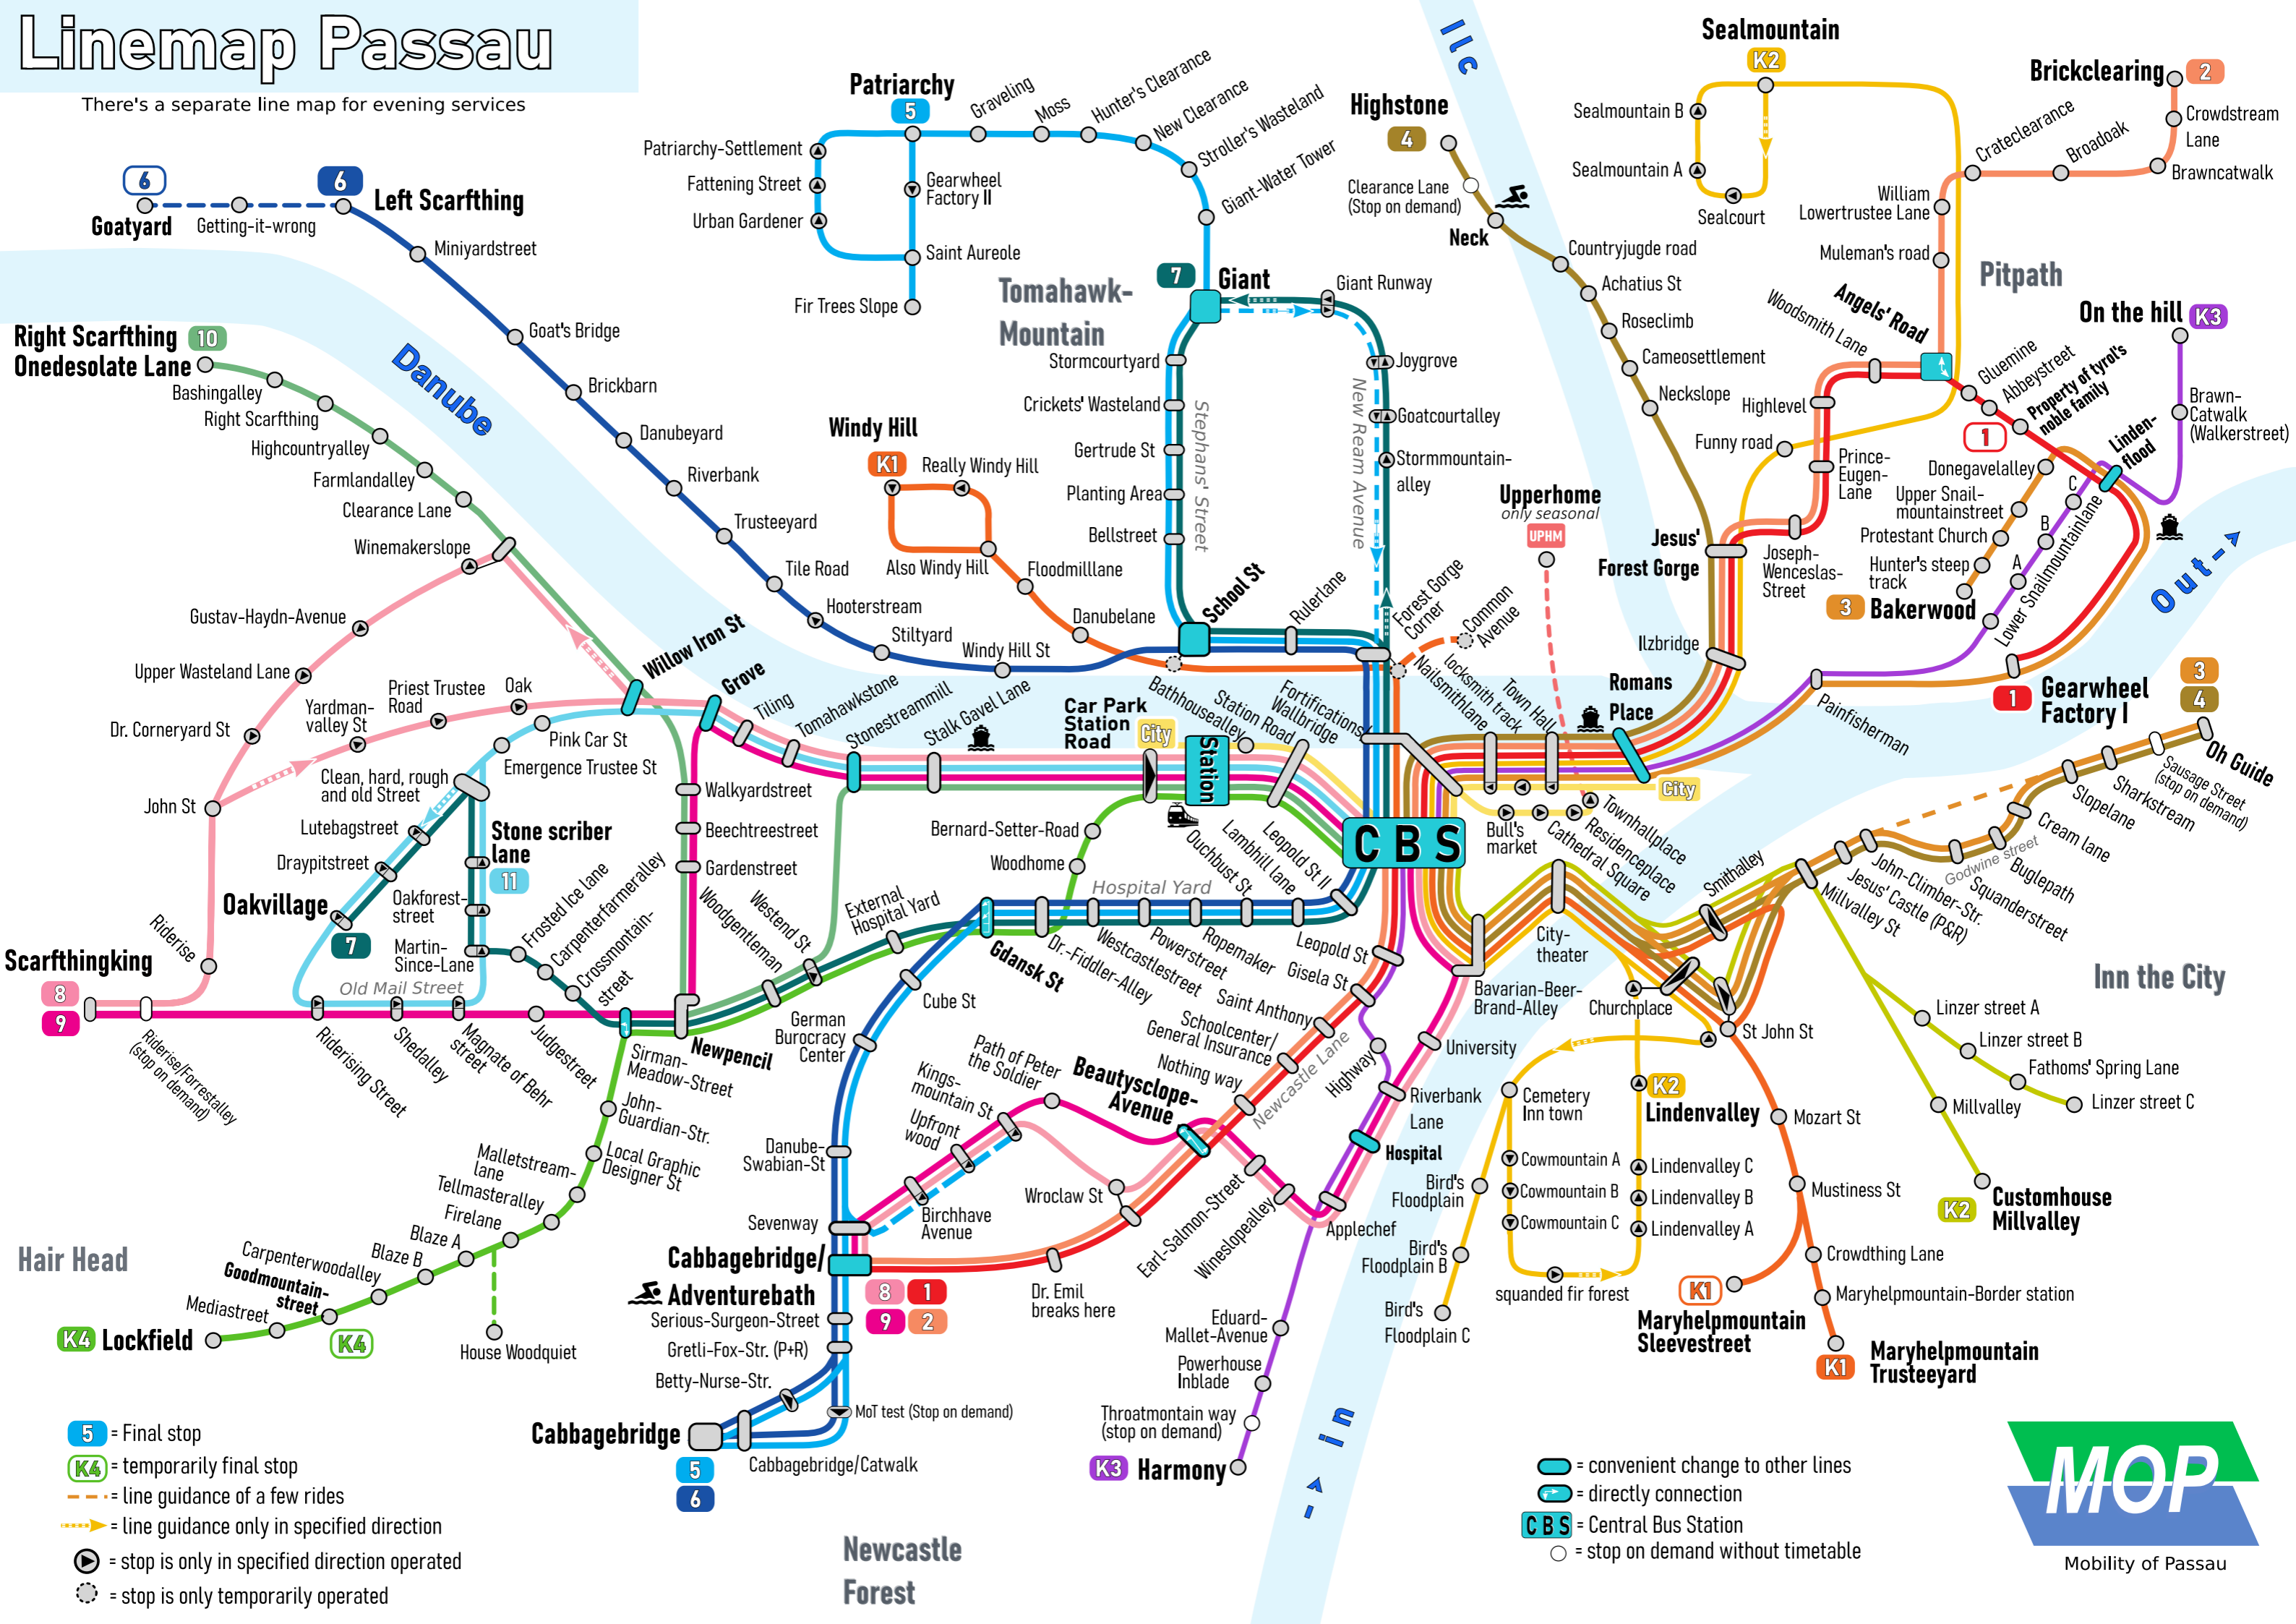 Linemap Passau
There's a separate line map for evening services
6
Goatyard
Getting-it-wrong
6
Left Scarfthing
Miniyardstreet
Goat's Bridge
Brickbarn
Danubeyard
Riverbank
Trusteeyard
Tile Road
Hooterstream
Stiltyard
Windy Hill St
Danube
Right Scarfthing
10
Onedesolate Lane
Bashingalley
Right Scarfthing
Highcountryalley
Farmlandalley
Clearance Lane
Winemakerslope
Gustav-Haydn-Avenue
Upper Wasteland Lane
Dr. Corneryard St
John St
Yardman-
valley St
Priest Trustee
Road
Oak
Pink Car St
Emergence Trustee St
Clean, hard, rough
and old Street
Lutebagstreet
Draypitstreet
Oakvillage
7
Stone scriber
lane
11
Oakforest-
street
Martin-
Since-Lane
Frosted Ice lane
Carpenterfarmeralley
Crossmountain-
street
Riderise
Scarfthingking
8
9
Riderise/Forrestalley
(stop on demand)
Old Mail Street
Riderising Street
Shedalley
Magnate of Behr
street
Judgestreet
Sirman-
Meadow-Street
Newpencil
Patriarchy
5
Graveling
Moss
Hunter's Clearance
New Clearance
Stroller's Wasteland
Giant-Water Tower
Patriarchy-Settlement
Fattening Street
Urban Gardener
Gearwheel
Factory II
Saint Aureole
Fir Trees Slope
Tomahawk-
Mountain
7
Giant
Giant Runway
Joygrove
Goatcourtalley
Stormmountain-
alley
New Ream Avenue
Stormcourtyard
Crickets' Wasteland
Gertrude St
Planting Area
Bellstreet
Stephans' Street
Windy Hill
K1
Really Windy Hill
Also Windy Hill
Floodmilllane
Danubelane
School St
Rulerlane
Forest Gorge
Corner
Common
Avenue
Bathhousealley
Station Road
Fortifications/
Wallbridge
Nailsmithlane
locksmith track
Town Hall
Willow Iron St
Grove
Tiling
Tomahawkstone
Stonestreammill
Stalk Gavel Lane
Car Park
Station
Road
City
Station
Walkyardstreet
Beechtreestreet
Gardenstreet
Woodgentleman
Westend St
External
Hospital Yard
Bernard-Setter-Road
Woodhome
Hospital Yard
Ouchbust St
Lambhill lane
Leopold St II
CBS
Gdansk St
Dr.-Fiddler-Alley
Westcastlestreet
Powerstreet
Ropemaker
Leopold St
Gisela St
Saint Anthony
Schoolcenter/
General Insurance
Nothing way
Newcastle Lane
Highway
Ilc
Highstone
4
Clearance Lane
(Stop on demand)
Neck
Countryjugde road
Achatius St
Roseclimb
Cameosettlement
Neckslope
Upperhome
only seasonal
UPHM
Jesus'
Forest Gorge
Ilzbridge
Romans
Place
City
Sealmountain
K2
Sealmountain B
Sealmountain A
Sealcourt
Brickclearing
2
Crowdstream
Lane
Brawncatwalk
Broadoak
Crateclearance
William
Lowertrustee Lane
Muleman's road
Pitpath
Angels' Road
Woodsmith Lane
Highlevel
Funny road
Prince-
Eugen-
Lane
Joseph-
Wenceslas-
Street
Gluemine
Abbeystreet
Property of tyrol's
noble family
1
Linden-
flood
On the hill
K3
Brawn-
Catwalk
(Walkerstreet)
Donegavelalley
Upper Snail-
mountainstreet
Protestant Church
Hunter's steep
track
3
Bakerwood
C
B
A
Lower Snailmountainlane
Out-
Painfisherman
1
Gearwheel
Factory I
3
4
Oh Guide
Sausage Street
(stop on demand)
Sharkstream
Slopelane
Cream lane
Buglepath
Godwine street
Squanderstreet
John-Climber-Str.
Jesus' Castle (P&R)
Millvalley St
Smithalley
Bull's
market
Cathedral Square
Residenceplace
Townhallplace
City-
theater
Bavarian-Beer-
Brand-Alley
Churchplace
St John St
Inn the City
Linzer street A
Linzer street B
Fathoms' Spring Lane
Linzer street C
Millvalley
K2
Customhouse
Millvalley
University
Riverbank
Lane
Hospital
Applechef
Cemetery
Inn town
K2
Lindenvalley
Cowmountain A
Cowmountain B
Cowmountain C
Lindenvalley C
Lindenvalley B
Lindenvalley A
squanded fir forest
Bird's
Floodplain
Bird's
Floodplain B
Bird's
Floodplain C
Mozart St
Mustiness St
Crowdthing Lane
Maryhelpmountain-Border station
K1
Maryhelpmountain
Sleevestreet
K1
Maryhelpmountain
Trusteeyard
Cube St
German
Burocracy
Center
Danube-
Swabian-St
Kings-
mountain St
Upfront
wood
Path of Peter
the Soldier
Beautysclope-
Avenue
Birchhave
Avenue
Wroclaw St
Earl-Salmon-Street
Wineslopealley
Sevenway
Cabbagebridge/
Adventurebath
8
1
9
2
Dr. Emil
breaks here
Serious-Surgeon-Street
Gretli-Fox-Str. (P+R)
Betty-Nurse-Str.
MoT test (Stop on demand)
Cabbagebridge
Cabbagebridge/Catwalk
5
6
Eduard-
Mallet-Avenue
Powerhouse
Inblade
Throatmontain way
(stop on demand)
K3
Harmony
in
Newcastle
Forest
John-
Guardian-Str.
Local Graphic
Designer St
Malletstream-
lane
Tellmasteralley
Firelane
Blaze A
Blaze B
Carpenterwoodalley
Goodmountain-
street
Mediastreet
K4
Lockfield
K4
House Woodquiet
Hair Head
5 = Final stop
K4 = temporarily final stop
= line guidance of a few rides
= line guidance only in specified direction
= stop is only in specified direction operated
= stop is only temporarily operated
= convenient change to other lines
= directly connection
CBS = Central Bus Station
= stop on demand without timetable
MOP
Mobility of Passau